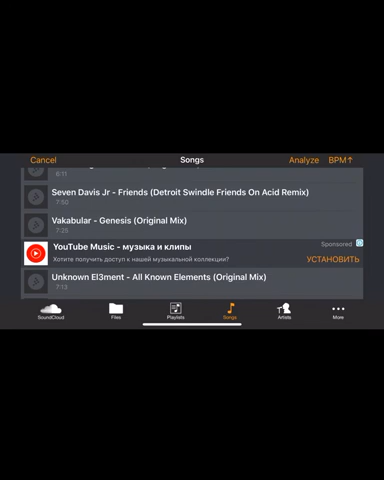 Cancel
Songs
Analyze
BPM↑
8:11
Seven Davis Jr - Friends (Detroit Swindle Friends On Acid Remix)
7:50
Vakabular - Genesis (Original Mix)
7:25
YouTube Music - музыка и клипы
Sponsored
Хотите получить доступ к нашей музыкальной коллекции?
УСТАНОВИТЬ
Unknown El3ment - All Known Elements (Original Mix)
7:13
SoundCloud
Files
Playlists
Songs
Artists
More